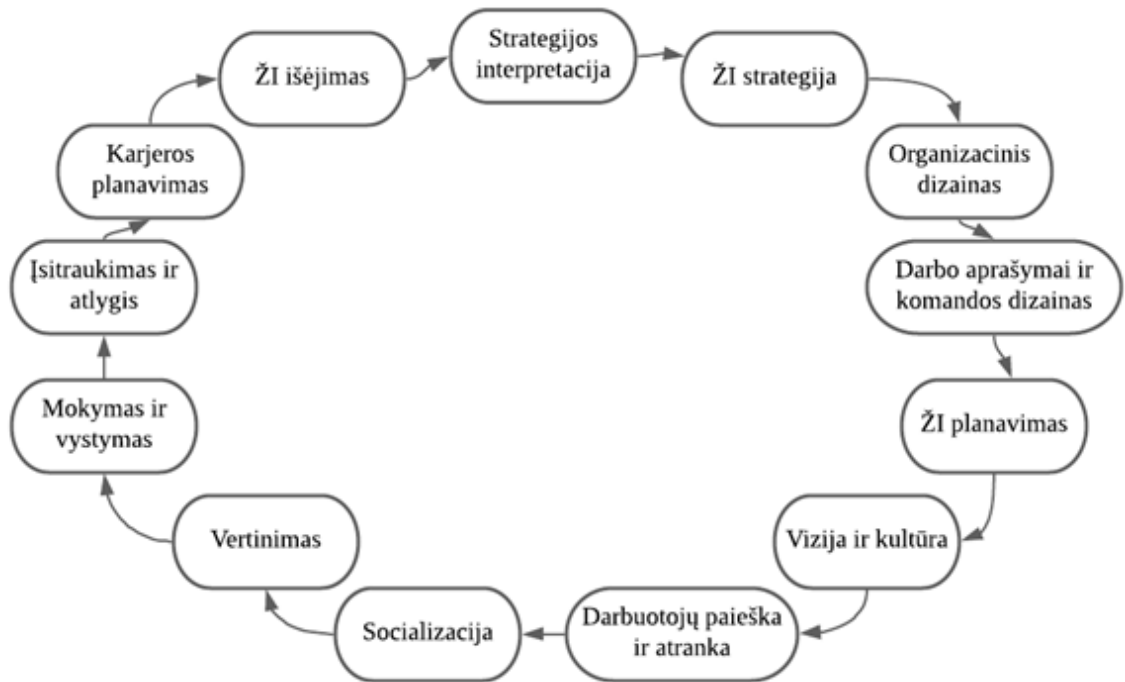 Strategijos
interpretacija
ŽI strategija
Organizacinis
dizainas
Darbo aprašymai ir
komandos dizainas
ŽI planavimas
Vizija ir kultūra
Darbuotojų paieška
ir atranka
Socializacija
Vertinimas
Mokymas ir
vystymas
Įsitraukimas ir
atlygis
Karjeros
planavimas
ŽI išėjimas